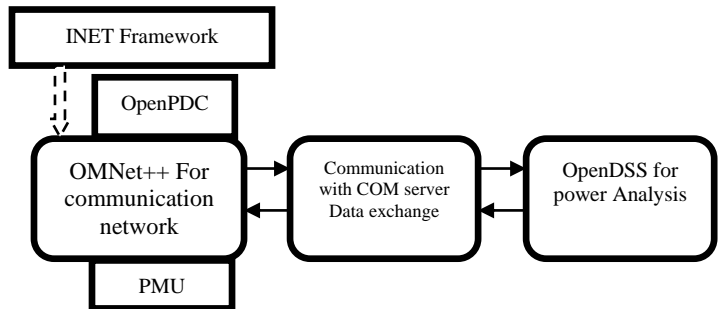 INET Framework
OpenPDC
OMNet++ For
communication
network
Communication
with COM server
Data exchange
OpenDSS for
power Analysis
PMU